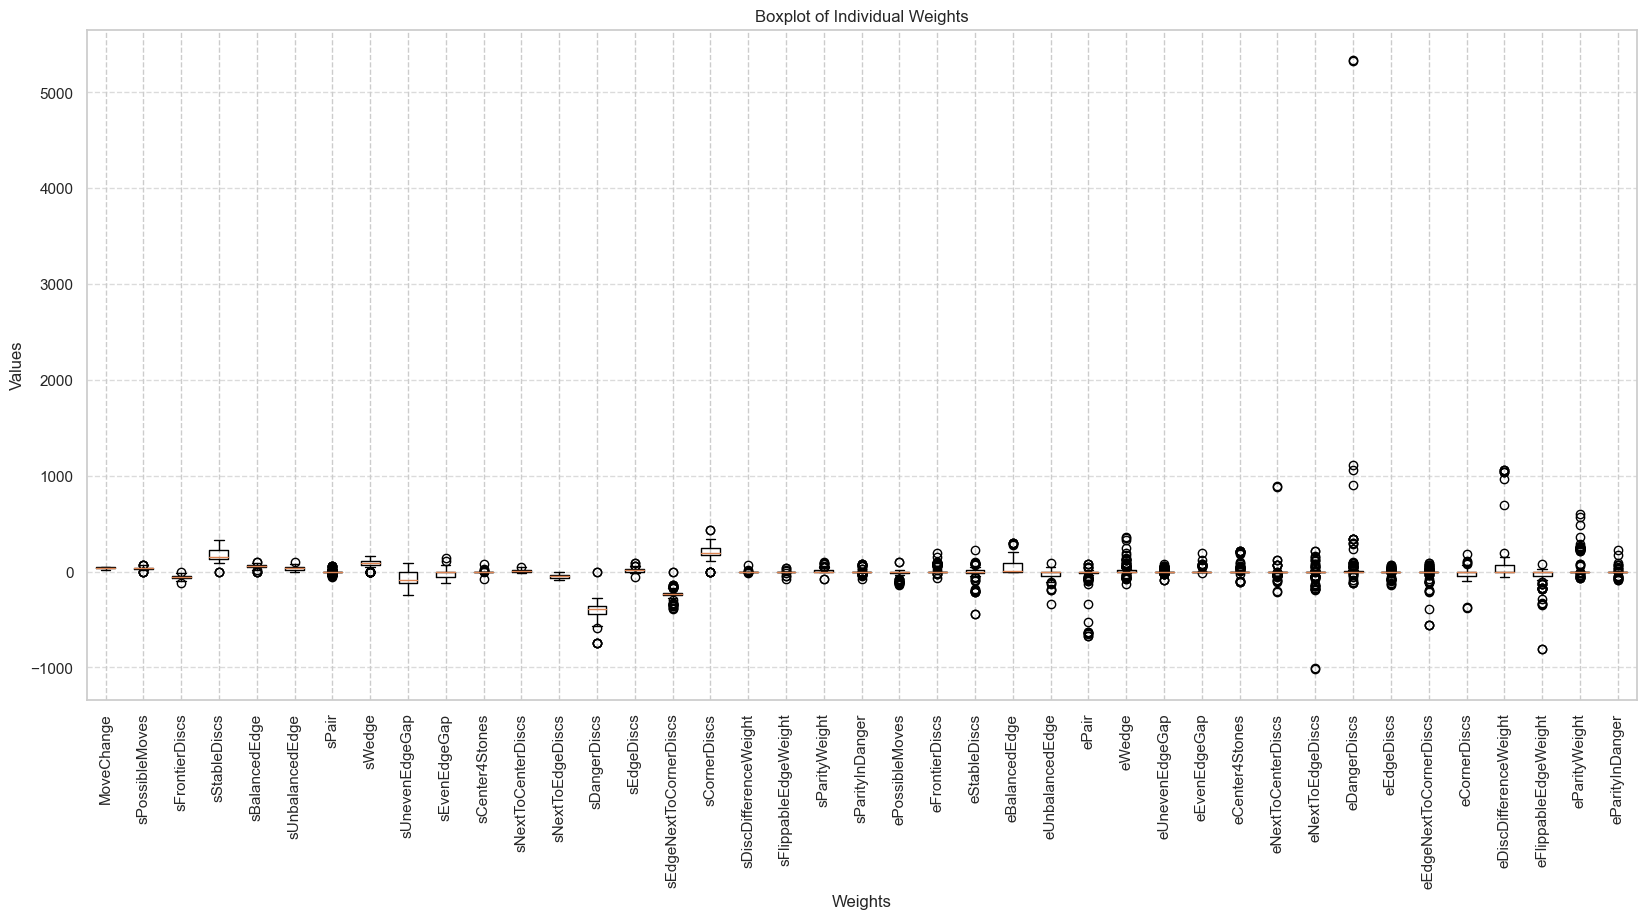 Boxplot of Individual Weights
5000
4000
3000
2000
1000
0
−1000
Values
MoveChange
sPossibleMoves
sFrontierDiscs
sStableDiscs
sBalancedEdge
sUnbalancedEdge
sPair
sWedge
sUnevenEdgeGap
sEvenEdgeGap
sCenter4Stones
sNextToCenterDiscs
sNextToEdgeDiscs
sDangerDiscs
sEdgeDiscs
sEdgeNextToCornerDiscs
sCornerDiscs
sDiscDifferenceWeight
sFlippableEdgeWeight
sParityWeight
sParityInDanger
ePossibleMoves
eFrontierDiscs
eStableDiscs
eBalancedEdge
eUnbalancedEdge
ePair
eWedge
eUnevenEdgeGap
eEvenEdgeGap
eCenter4Stones
eNextToCenterDiscs
eNextToEdgeDiscs
eDangerDiscs
eEdgeDiscs
eEdgeNextToCornerDiscs
eCornerDiscs
eDiscDifferenceWeight
eFlippableEdgeWeight
eParityWeight
eParityInDanger
Weights